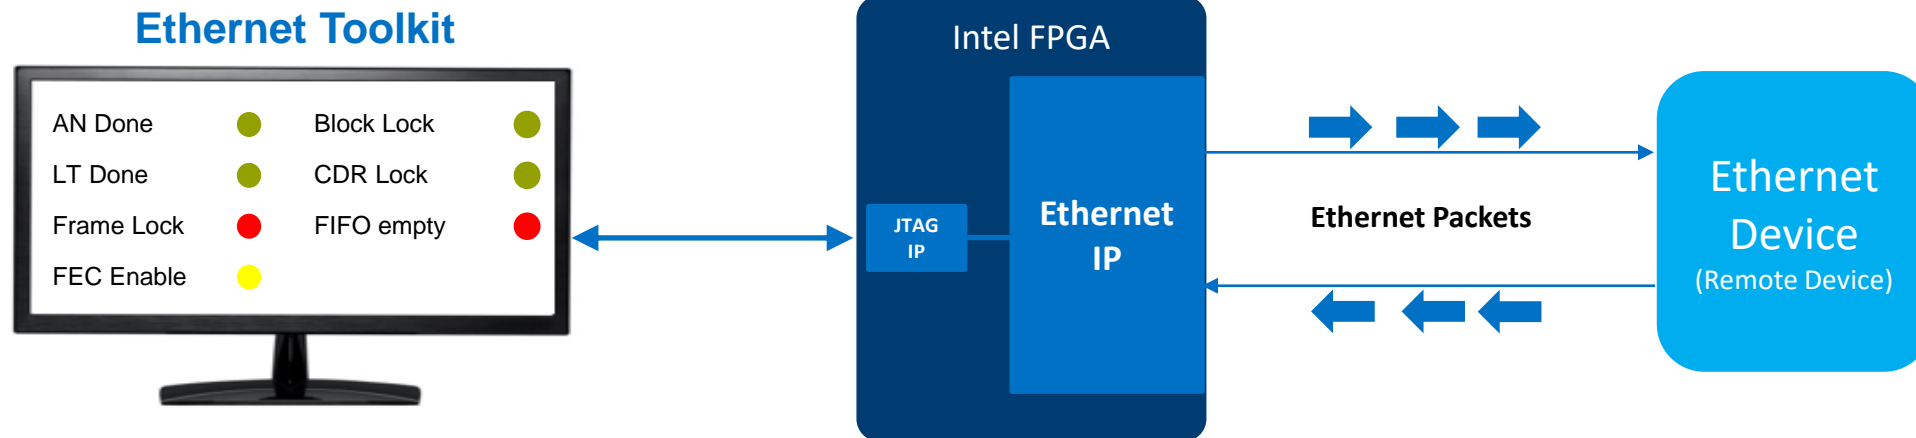 Ethernet Toolkit
AN Done
Block Lock
LT Done
CDR Lock
Frame Lock
FIFO empty
FEC Enable
Intel FPGA
JTAG
IP
Ethernet
IP
Ethernet Packets
Ethernet
Device
(Remote Device)